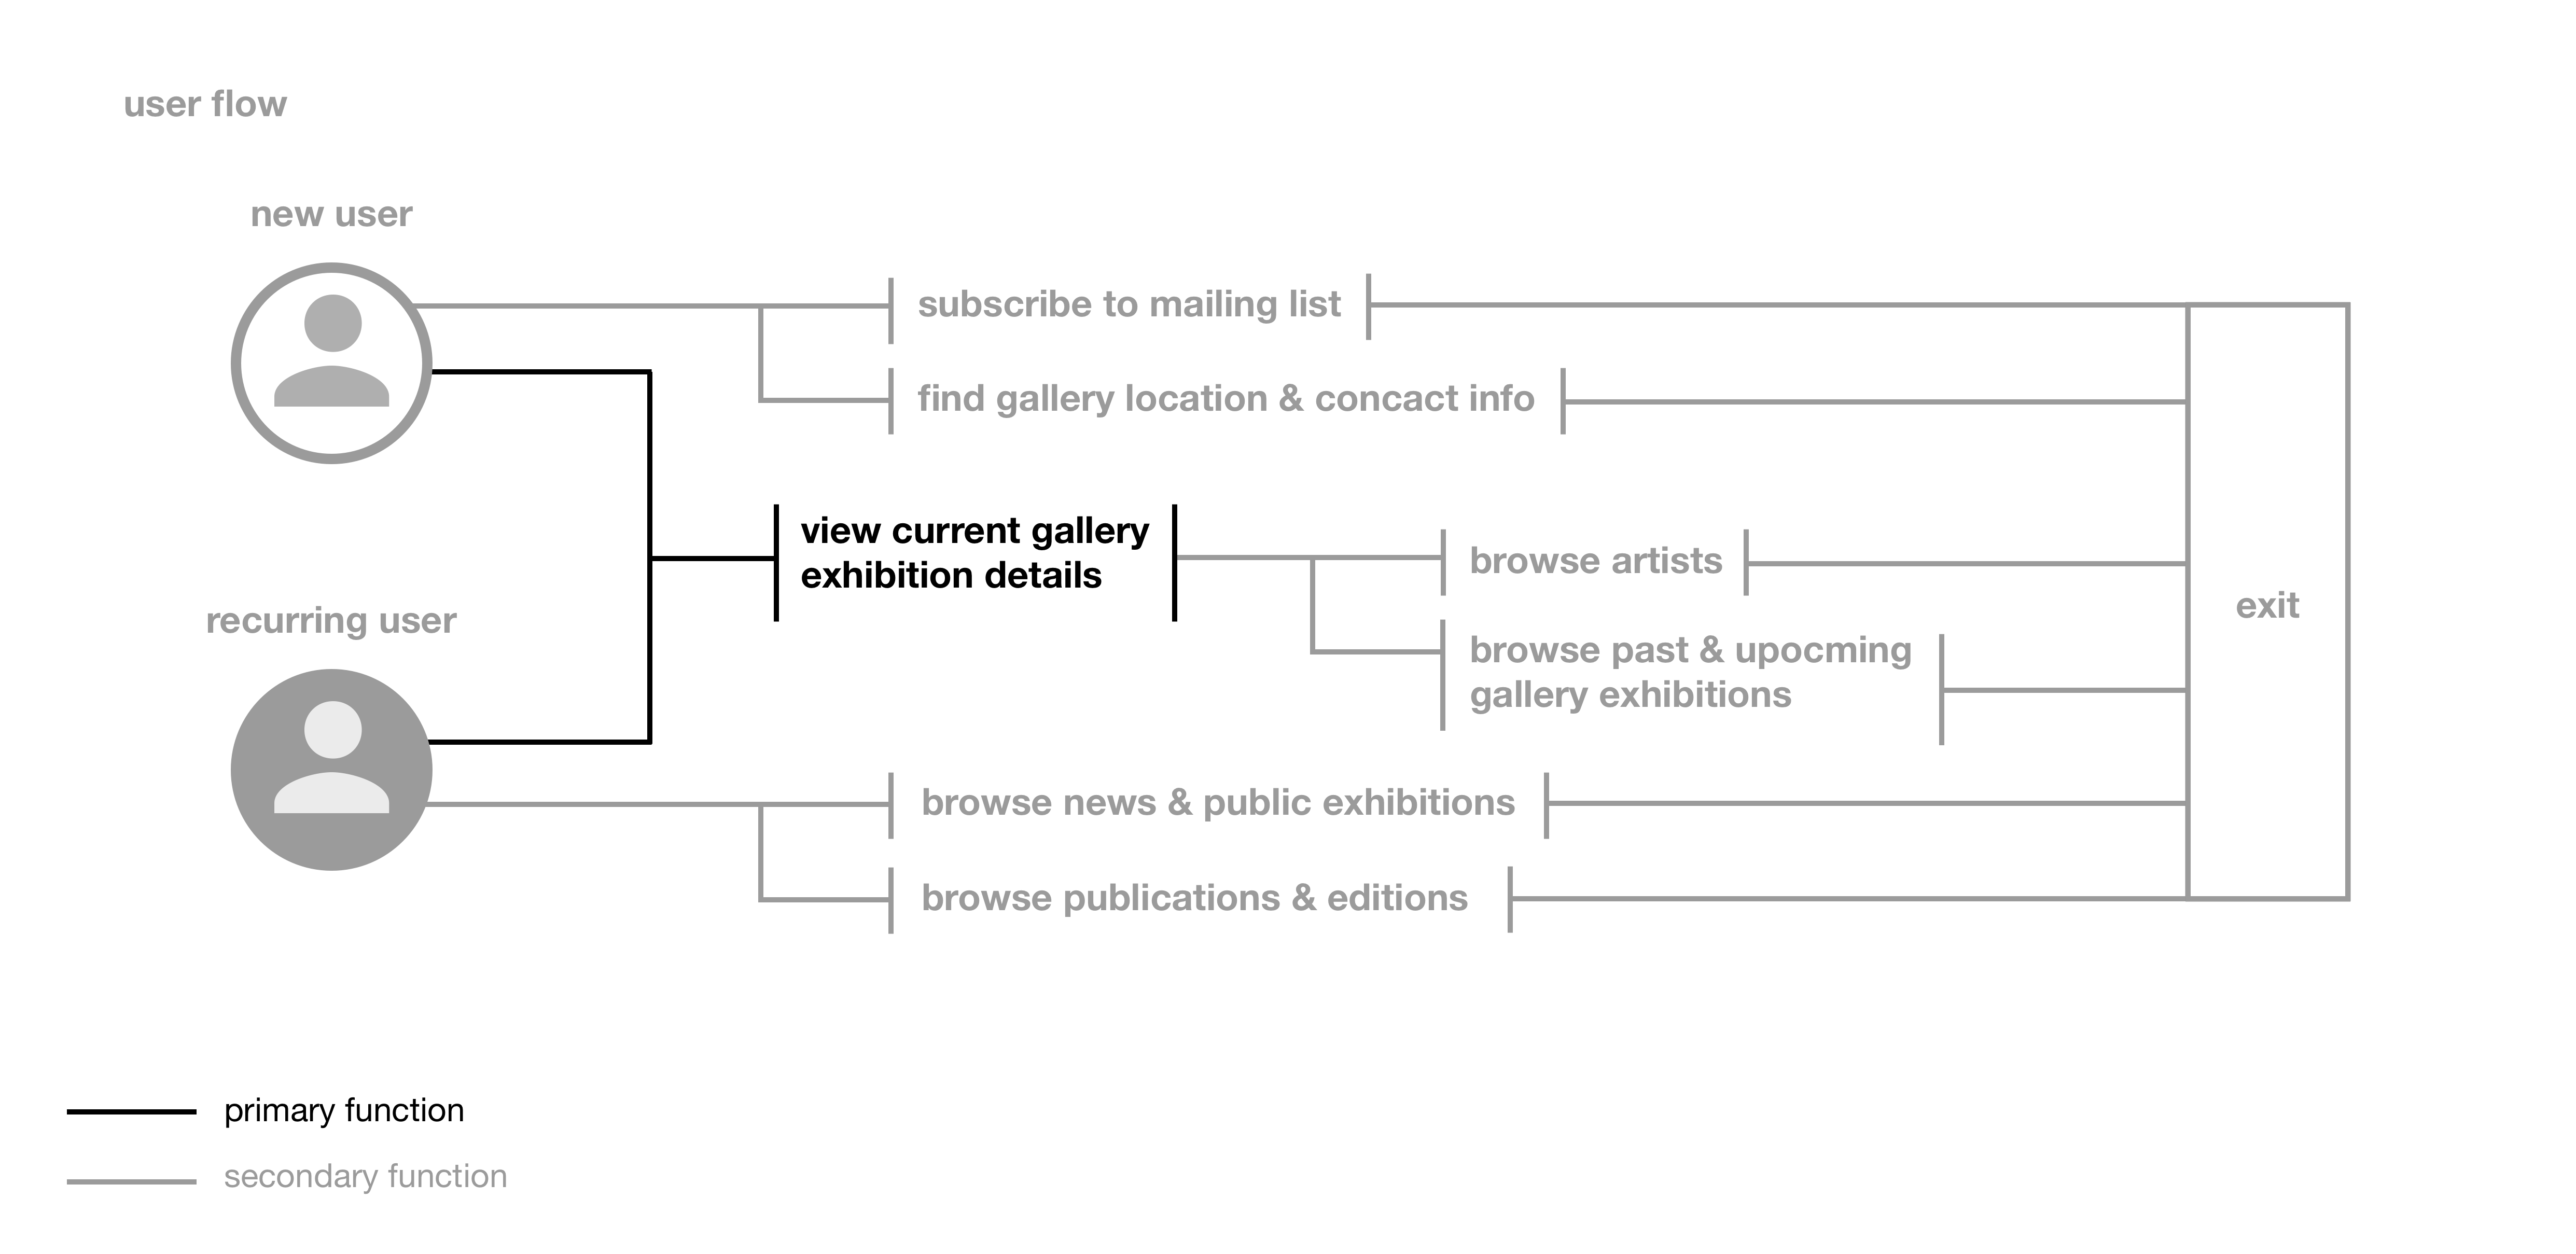 user flow
new user
subscribe to mailing list
find gallery location & concact info
view current gallery
exhibition details
browse artists
exit
recurring user
browse past & upocming
gallery exhibitions
browse news & public exhibitions
browse publications & editions
primary function
secondary function